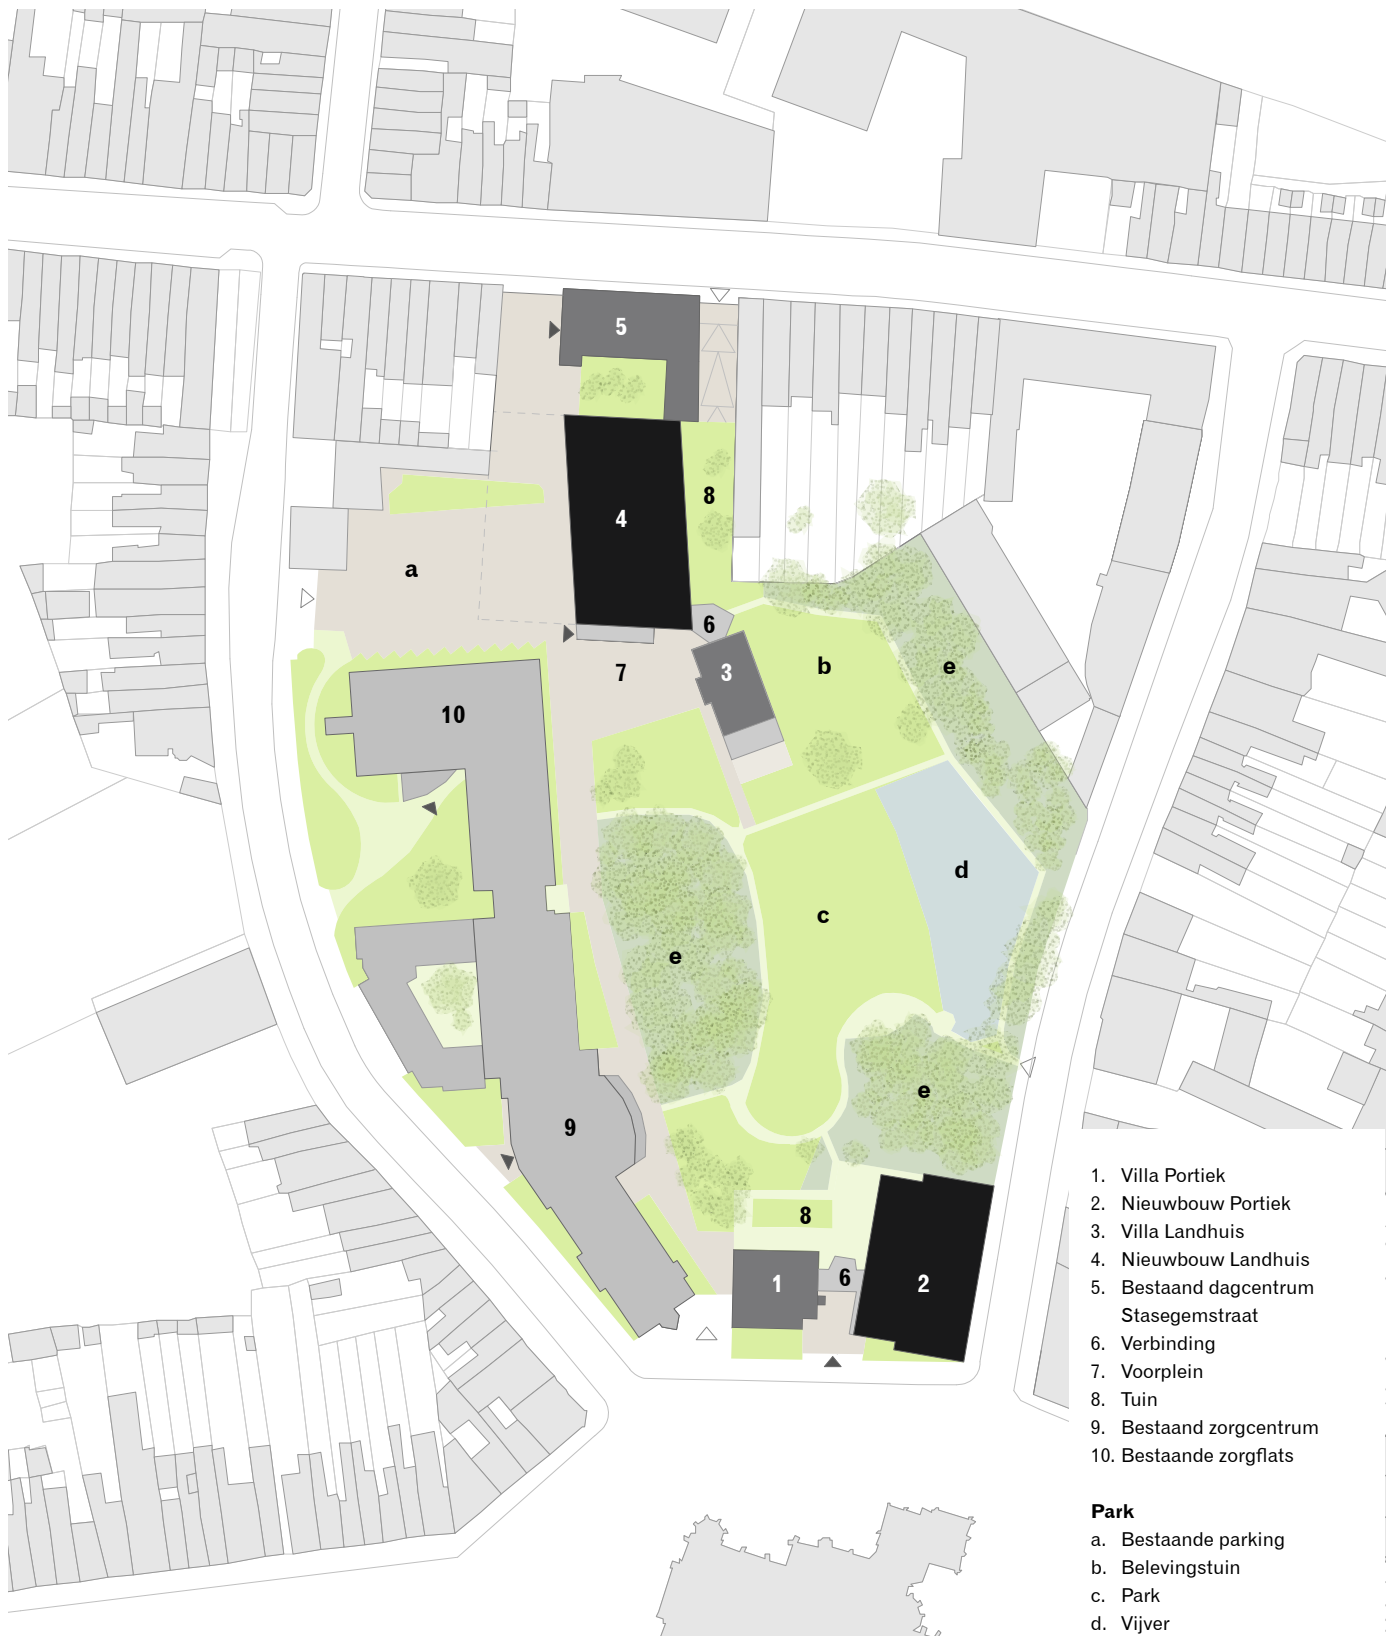 5
4
8
a
6
7
3
b
e
10
d
c
e
e
9
8
1
6
2
1. Villa Portiek
2. Nieuwbouw Portiek
3. Villa Landhuis
4. Nieuwbouw Landhuis
5. Bestaand dagcentrum
Stasegemstraat
6. Verbinding
7. Voorplein
8. Tuin
9. Bestaand zorgcentrum
10. Bestaande zorgflats
Park
a. Bestaande parking
b. Belevingstuin
c. Park
d. Vijver